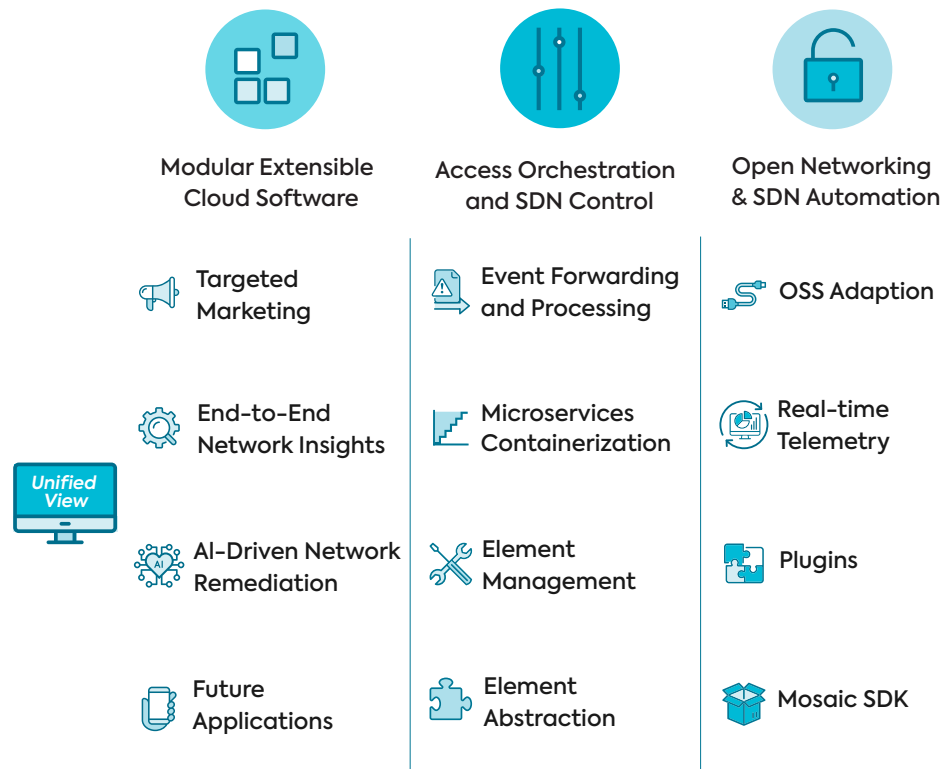 Modular Extensible
Cloud Software
Access Orchestration
and SDN Control
Open Networking
& SDN Automation
Targeted
Marketing
Event Forwarding
and Processing
OSS Adaption
End-to-End
Network Insights
Microservices
Containerization
Real-time
Telemetry
Unified
View
AI
AI-Driven Network
Remediation
Element
Management
Plugins
Future
Applications
Element
Abstraction
Mosaic SDK